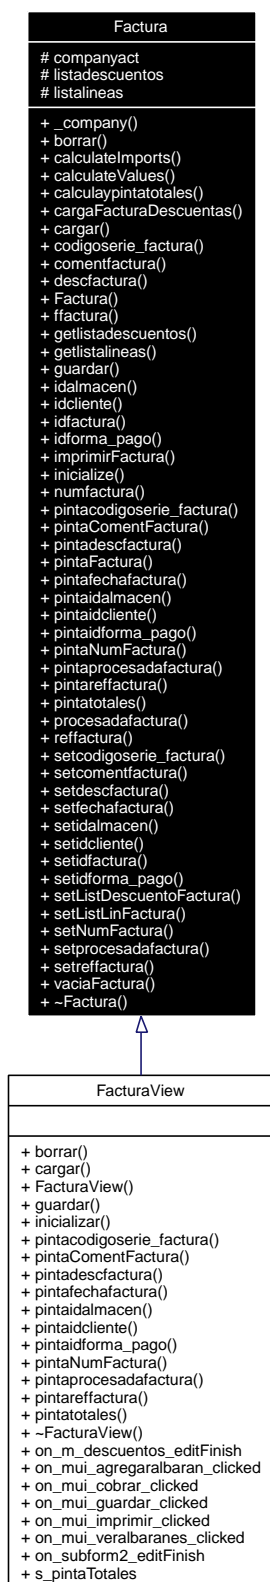 Factura
# companyact
# listadescuentos
# listalineas
+ _company()
+ borrar()
+ calculateImports()
+ calculateValues()
+ calculaypintatotales()
+ cargaFacturaDescuentas()
+ cargar()
+ codigoserie_factura()
+ comentfactura()
+ descfactura()
+ Factura()
+ ffactura()
+ getlistadescuentos()
+ getlistalineas()
+ guardar()
+ idalmacen()
+ idcliente()
+ idfactura()
+ idforma_pago()
+ imprimirFactura()
+ inicialize()
+ numfactura()
+ pintacodigoserie_factura()
+ pintaComentFactura()
+ pintadescfactura()
+ pintaFactura()
+ pintafechafactura()
+ pintaidalmacen()
+ pintaidcliente()
+ pintaidforma_pago()
+ pintaNumFactura()
+ pintaprocesadafactura()
+ pintareffactura()
+ pintatotales()
+ procesadafactura()
+ reffactura()
+ setcodigoserie_factura()
+ setcomentfactura()
+ setdescfactura()
+ setfechafactura()
+ setidalmacen()
+ setidcliente()
+ setidfactura()
+ setidforma_pago()
+ setListDescuentoFactura()
+ setListLinFactura()
+ setNumFactura()
+ setprocesadafactura()
+ setreffactura()
+ vaciaFactura()
+ ~Factura()
FacturaView
+ borrar()
+ cargar()
+ FacturaView()
+ guardar()
+ inicializar()
+ pintacodigoserie_factura()
+ pintaComentFactura()
+ pintadescfactura()
+ pintafechafactura()
+ pintaidalmacen()
+ pintaidcliente()
+ pintaidforma_pago()
+ pintaNumFactura()
+ pintaprocesadafactura()
+ pintareffactura()
+ pintatotales()
+ ~FacturaView()
+ on_m_descuentos_editFinish
+ on_mui_agregaralbaran_clicked
+ on_mui_cobrar_clicked
+ on_mui_guardar_clicked
+ on_mui_imprimir_clicked
+ on_mui_veralbaranes_clicked
+ on_subform2_editFinish
+ s_pintaTotales